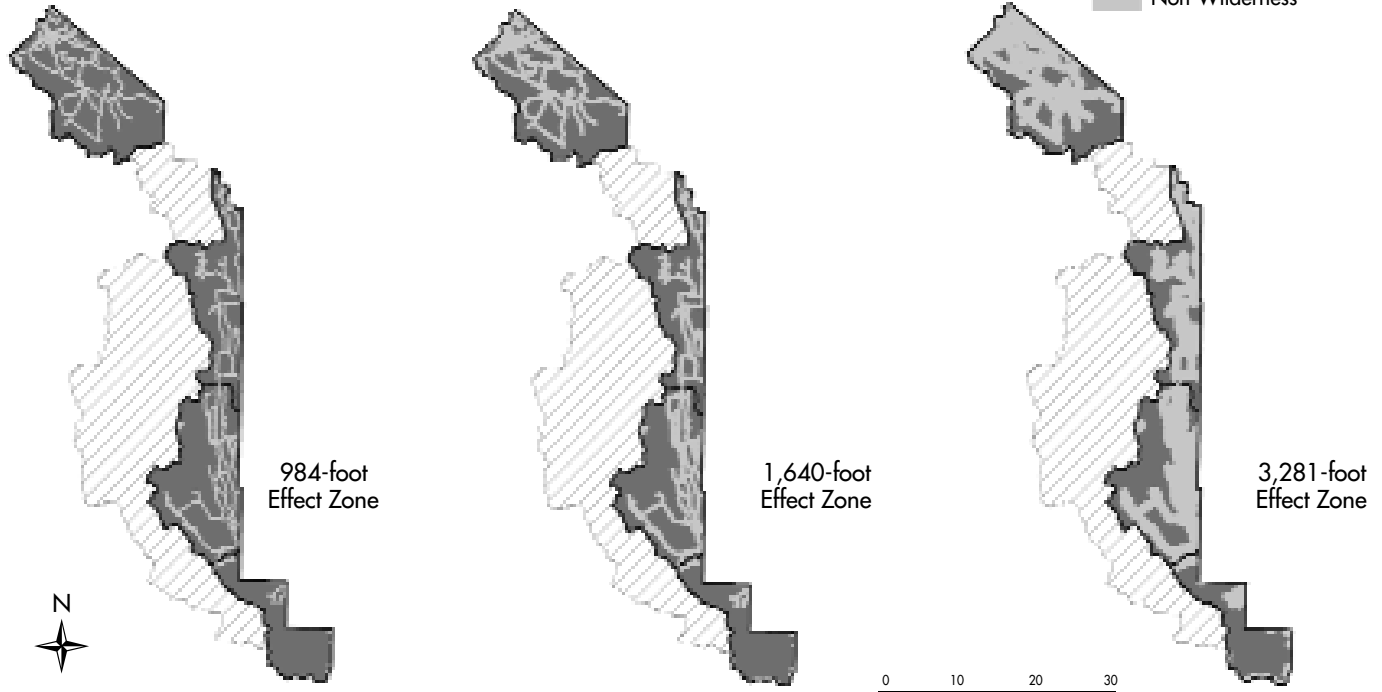 Non-Wilderness
984-foot
Effect Zone
1,640-foot
Effect Zone
3,281-foot
Effect Zone
N
0 10 20 30